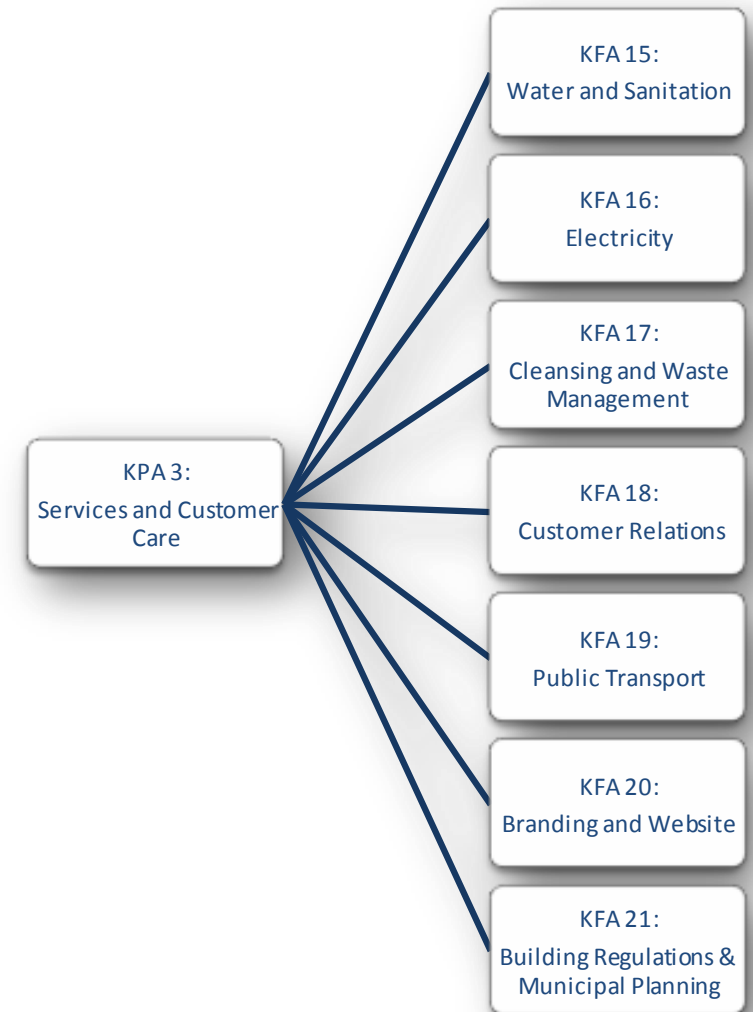 KFA 15:
Water and Sanitation
KFA 16:
Electricity
KFA 17:
Cleansing and Waste
Management
KPA 3:
Services and Customer
Care
KFA 18:
Customer Relations
KFA 19:
Public Transport
KFA 20:
Branding and Website
KFA 21:
Building Regulations &
Municipal Planning